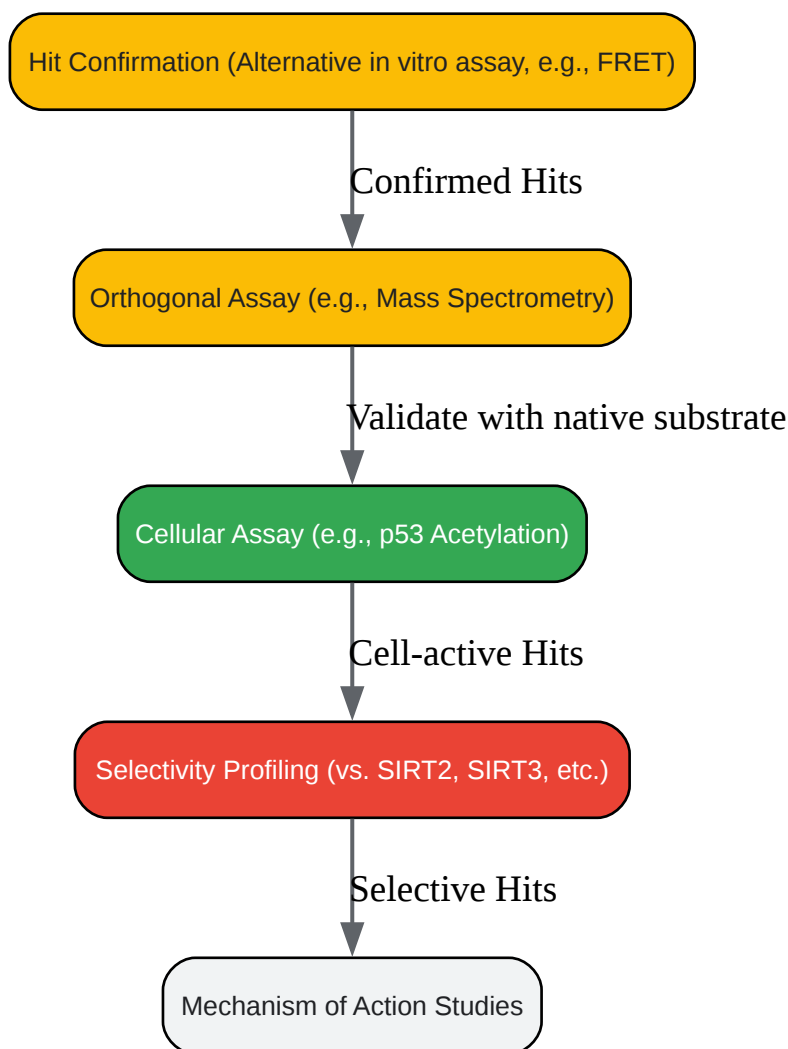 Hit Confirmation (Alternative in vitro assay, e.g., FRET)
Confirmed Hits
Orthogonal Assay (e.g., Mass Spectrometry)
Validate with native substrate
Cellular Assay (e.g., p53 Acetylation)
Cell-active Hits
Selectivity Profiling (vs. SIRT2, SIRT3, etc.)
Selective Hits
Mechanism of Action Studies